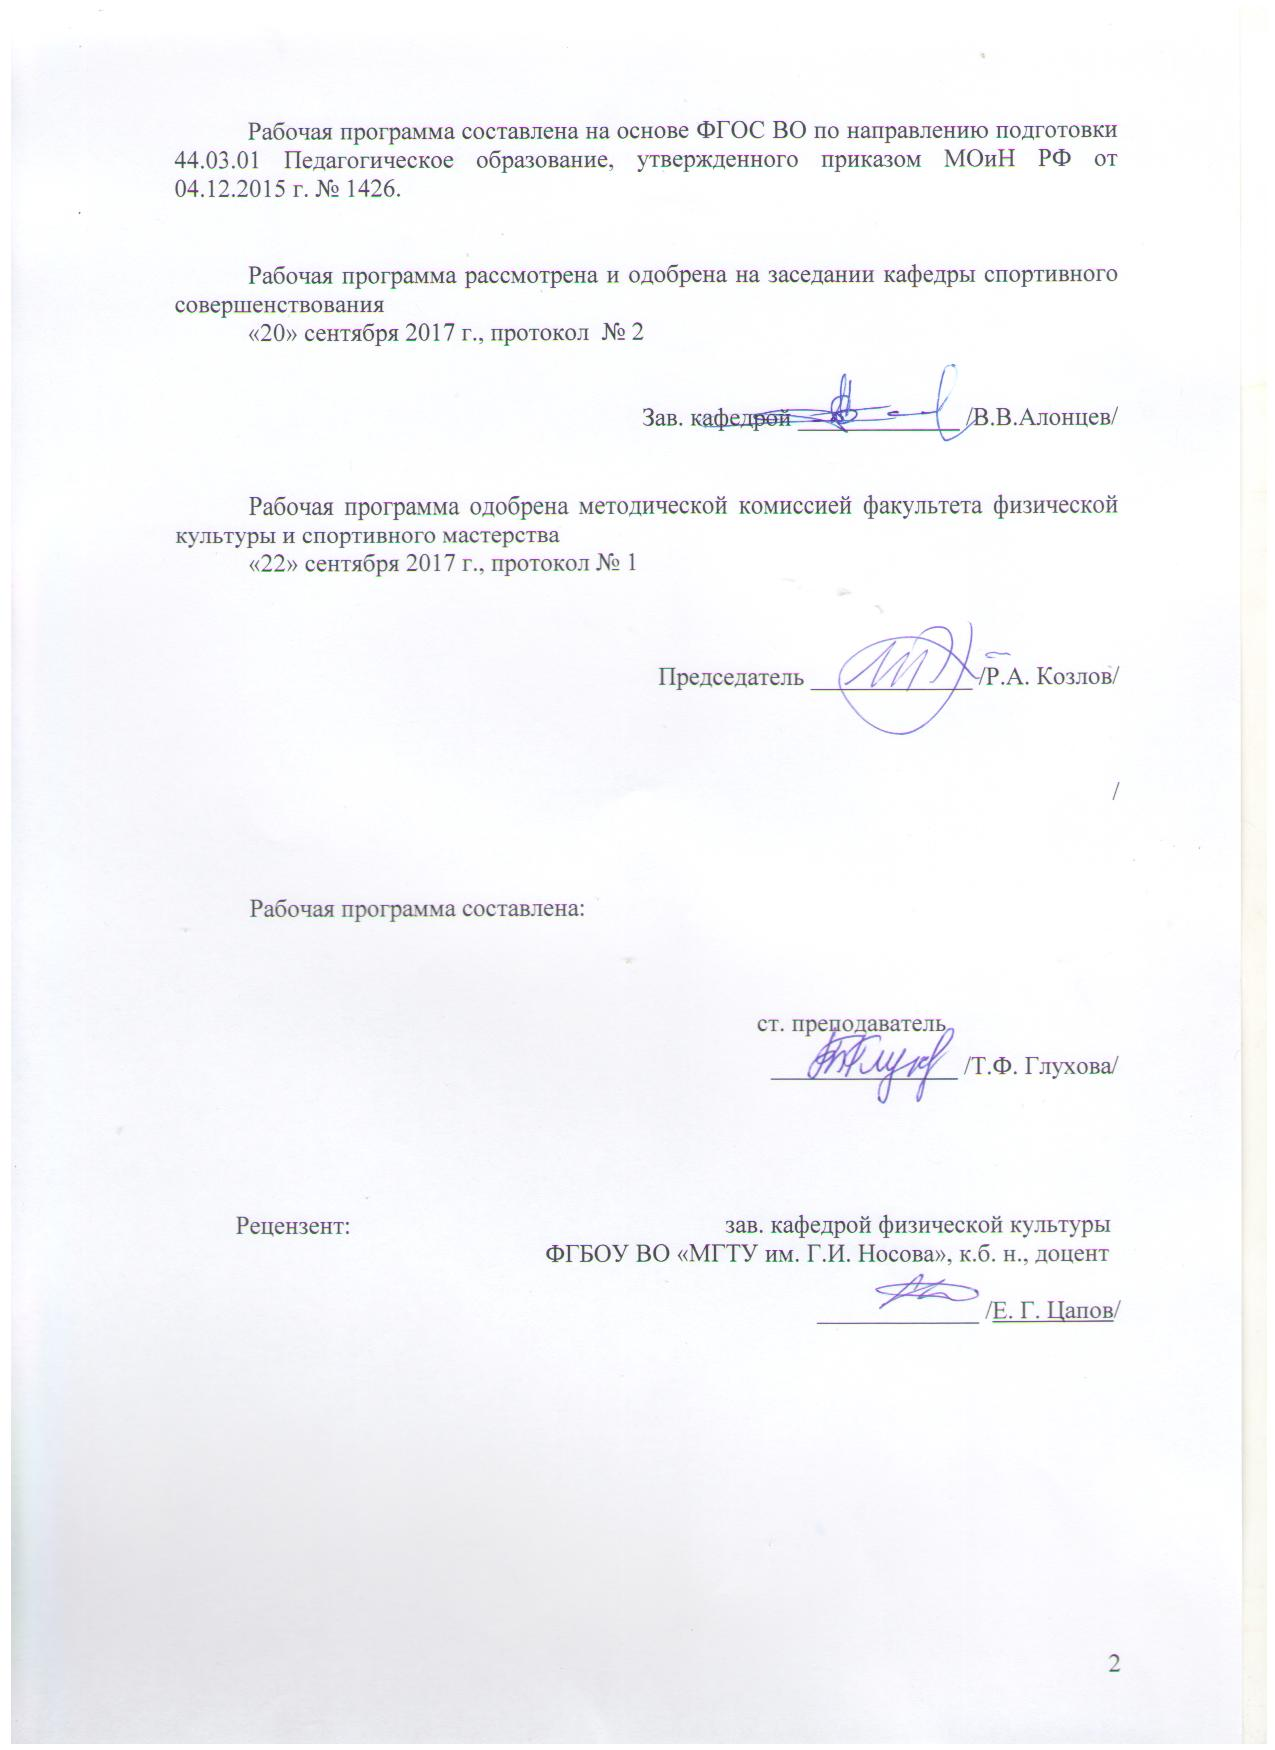 Рабочая программа составлена на основе ФГОС ВО по направлению подготовки
44.03.01 Педагогическое образование, утвержденного приказом МОиН РФ от
04.12.2015 г. № 1426.
Рабочая программа рассмотрена и одобрена на заседании кафедры спортивного
совершенствования
«20» сентября 2017 г., протокол № 2
Зав. кафедрой _____________ /В.В.Алонцев/
Рабочая программа одобрена методической комиссией факультета физической
культуры и спортивного мастерства
«22» сентября 2017 г., протокол № 1
Председатель _____________ /Р.А. Козлов/
/
Рабочая программа составлена:
ст. преподаватель
_______________ /Т.Ф. Глухова/
Рецензент: зав. кафедрой физической культуры
ФГБОУ ВО «МГТУ им. Г.И. Носова», к.б. н., доцент
_____________ /Е. Г. Цапов/
2